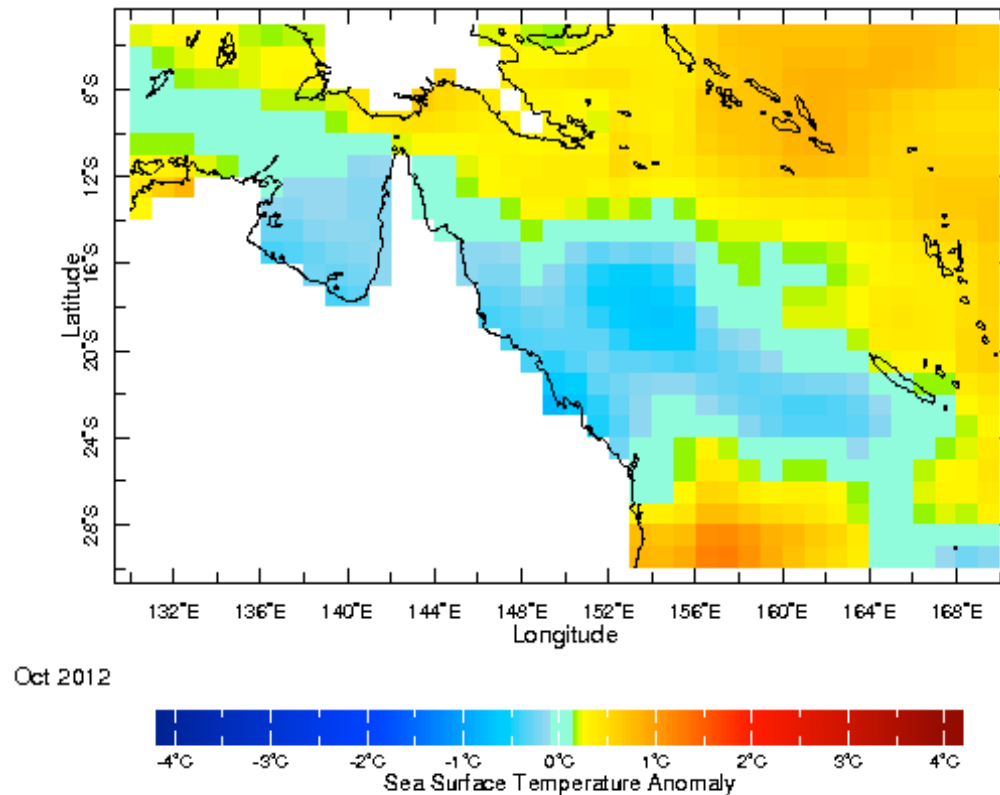 8°S
12°S
16°S
20°S
24°S
28°S
Latitude
132°E 136°E 140°E 144°E 148°E 152°E 156°E 160°E 164°E 168°E
Longitude
Oct 2012
-4°C -3°C -2°C -1°C 0°C 1°C 2°C 3°C 4°C
Sea Surface Temperature Anomaly